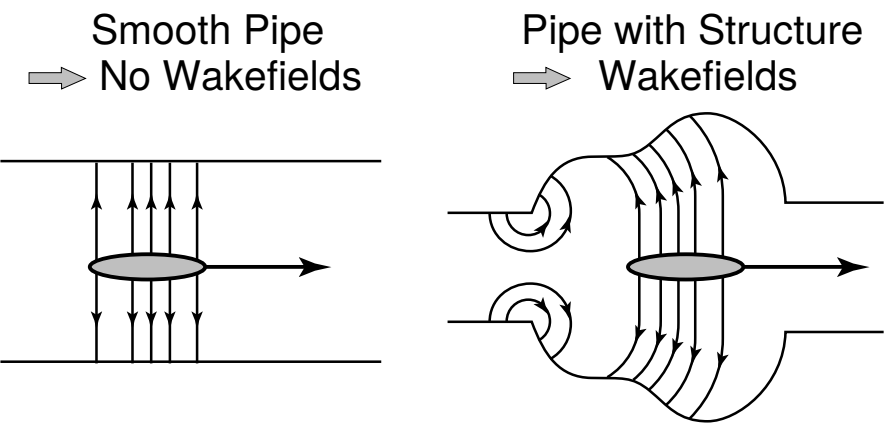 Smooth Pipe
No Wakefields
Pipe with Structure
Wakefields